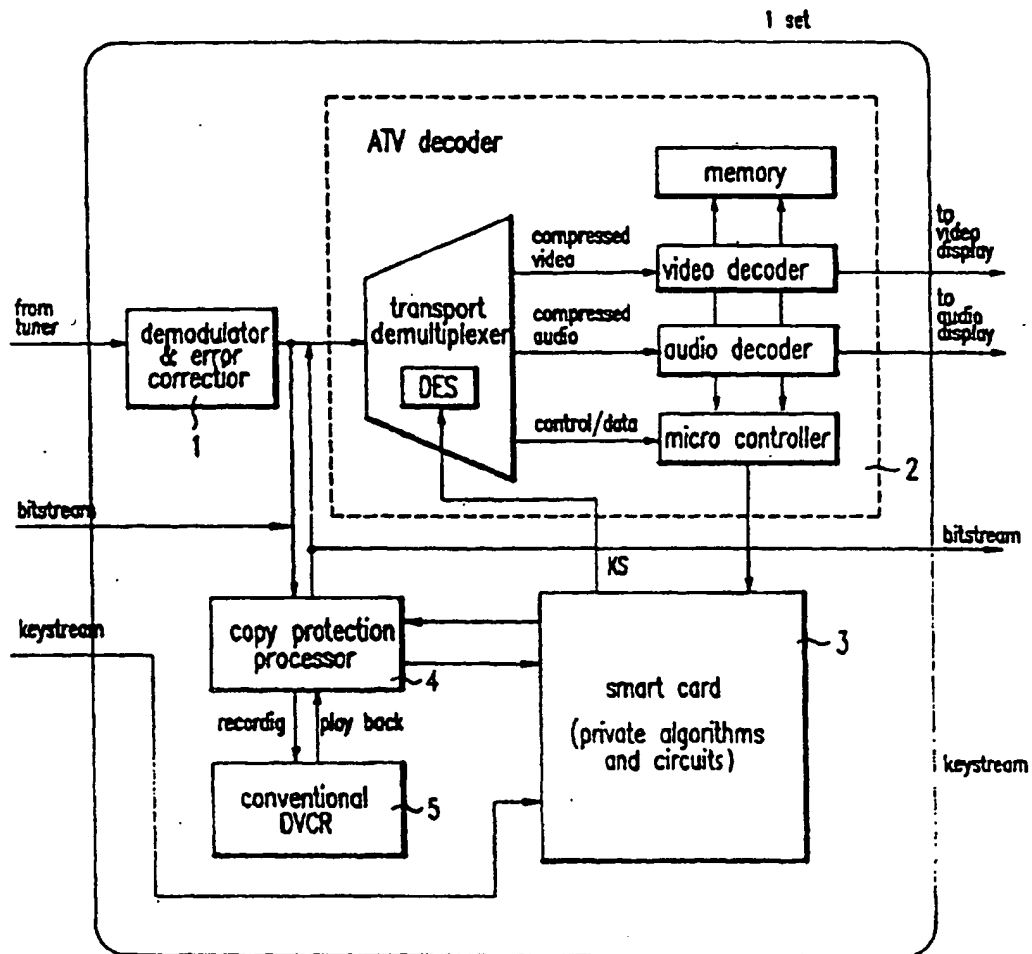 1 set
ATV decoder
memory
compressed
video
video decoder
to
video
display
from
tuner
demodulator
& error
correctior
1
transport
demultiplexer
DES
compressed
audio
audio decoder
to
audio
display
control/data
micro controller
2
bitstream
bitstream
KS
keystream
copy protection
processor
4
3
smart card
(private algorithms
and circuits)
recordig
play back
conventional
DVCR
5
keystream